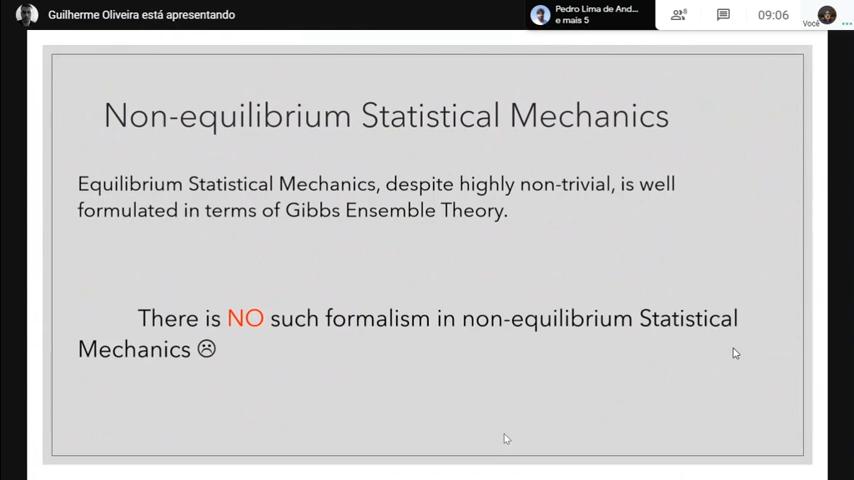 Guilherme Oliveira está apresentando
Pedro Lima de And...
e mais 5
8
09:06
Você
Non-equilibrium Statistical Mechanics
Equilibrium Statistical Mechanics, despite highly non-trivial, is well
formulated in terms of Gibbs Ensemble Theory.
There is NO such formalism in non-equilibrium Statistical
Mechanics ☹